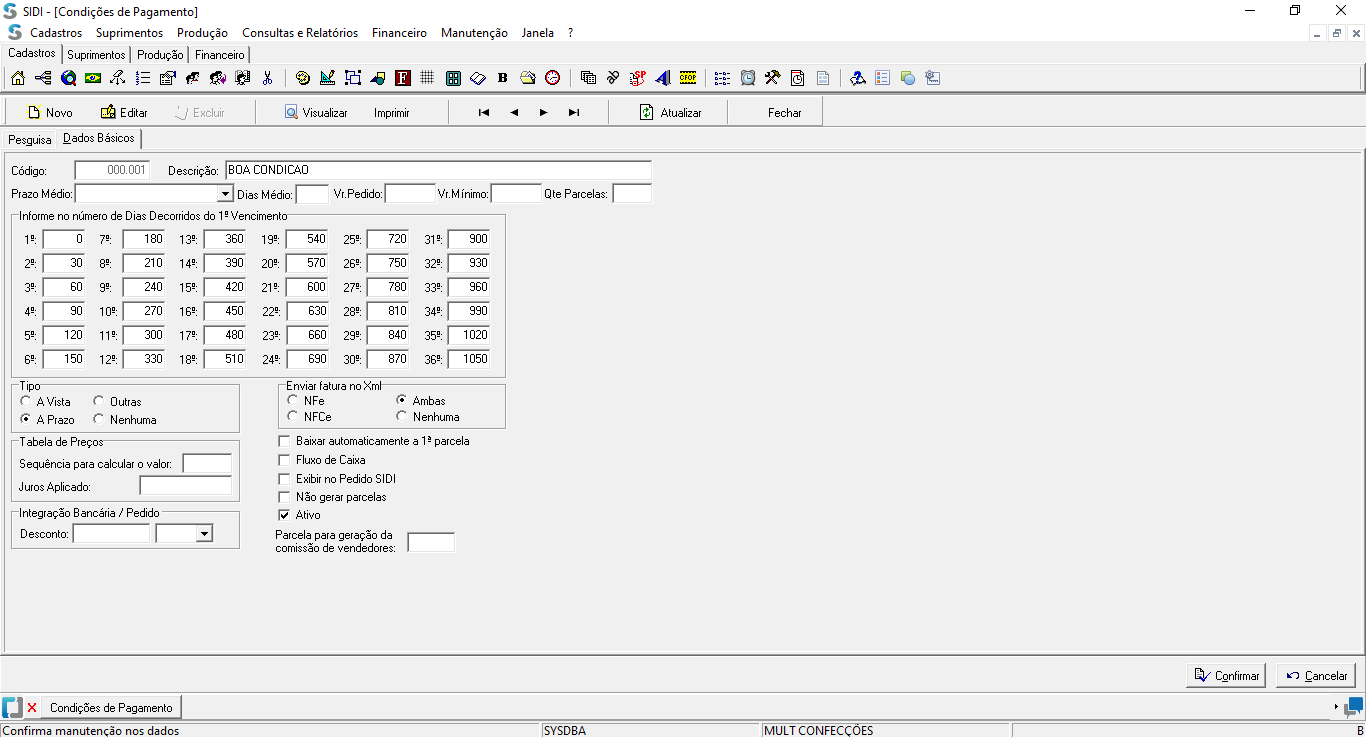 SIDI - [Condições de Pagamento]
Cadastros Suprimentos Produção Consultas e Relatórios Financeiro Manutenção Janela ?
Cadastros Suprimentos Produção Financeiro
F B SP CFOP
Novo Editar Excluir Visualizar Imprimir Atualizar Fechar
Pesquisa Dados Básicos
Código: 000.001 Descrição: BOA CONDICAO
Prazo Médio: Dias Médio: Vr.Pedido: Vr.Mínimo: Qte Parcelas:
Informe no número de Dias Decorridos do 1º Vencimento
1º: 0 7º: 180 13º: 360 19º: 540 25º: 720 31º: 900
2º: 30 8º: 210 14º: 390 20º: 570 26º: 750 32º: 930
3º: 60 9º: 240 15º: 420 21º: 600 27º: 780 33º: 960
4º: 90 10º: 270 16º: 450 22º: 630 28º: 810 34º: 990
5º: 120 11º: 300 17º: 480 23º: 660 29º: 840 35º: 1020
6º: 150 12º: 330 18º: 510 24º: 690 30º: 870 36º: 1050
Tipo
A Vista Outras
A Prazo Nenhuma
Enviar fatura no Xml
NFe Ambas
NFCe Nenhuma
Tabela de Preços
Sequência para calcular o valor:
Juros Aplicado:
Integração Bancária / Pedido
Desconto:
Baixar automaticamente a 1ª parcela
Fluxo de Caixa
Exibir no Pedido SIDI
Não gerar parcelas
Ativo
Parcela para geração da
comissão de vendedores:
Confirmar Cancelar
Condições de Pagamento
Confirma manutenção nos dados SYSDBA MULT CONFECÇÕES B